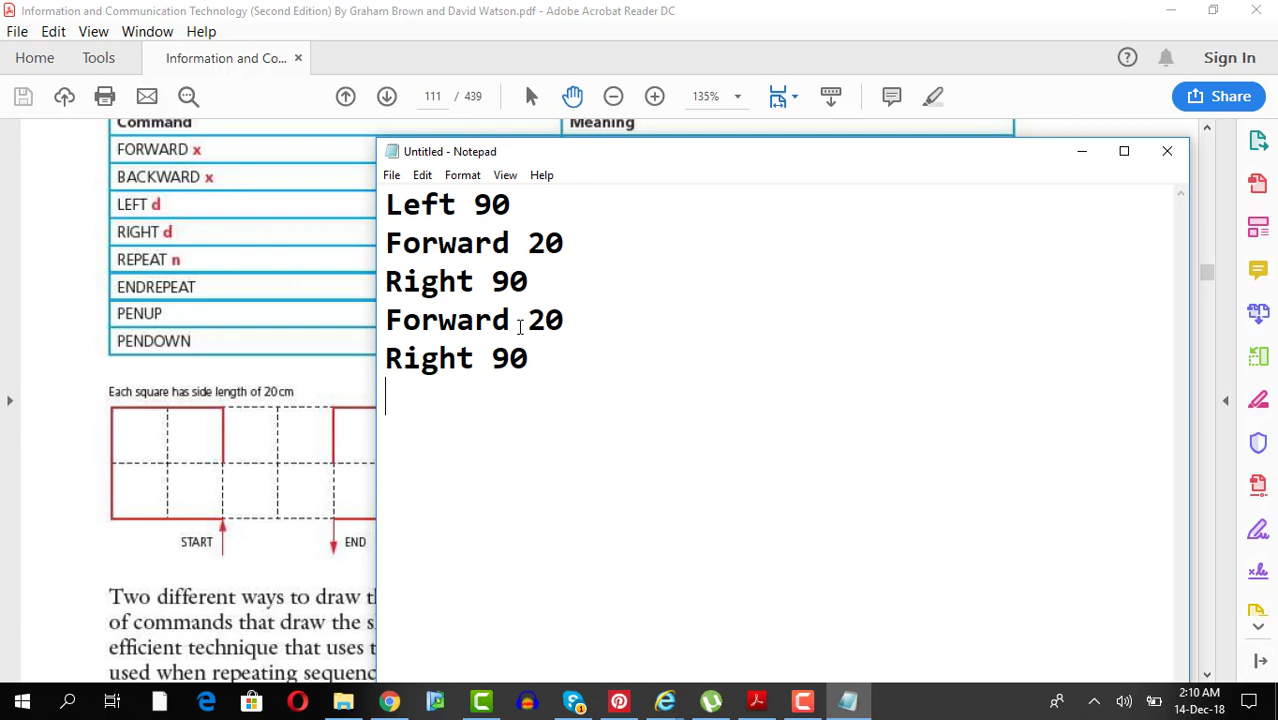 Information and Communication Technology (Second Edition) By Graham Brown and David Watson.pdf - Adobe Acrobat Reader DC
File Edit View Window Help
Home Tools Information and Co... × Sign In
111 / 439 135% Share
Command Meaning
FORWARD x
BACKWARD x
LEFT d
RIGHT d
REPEAT n
ENDREPEAT
PENUP
PENDOWN
Each square has side length of 20 cm
START END
Two different ways to draw th
of commands that draw the s
efficient technique that uses t
used when repeating sequenc
Untitled - Notepad
File Edit Format View Help
Left 90
Forward 20
Right 90
Forward 20
Right 90
2:10 AM
14-Dec-18